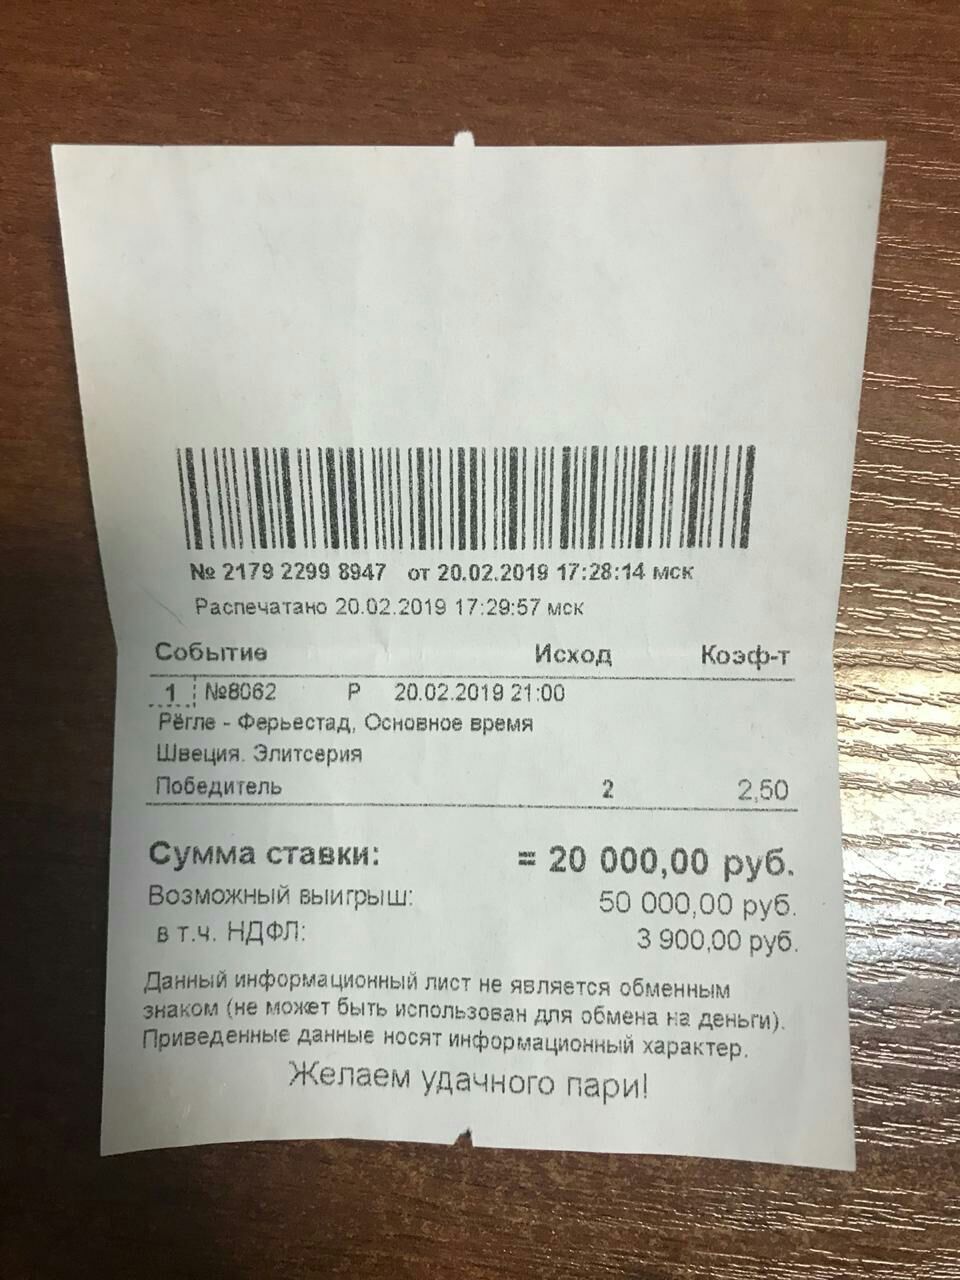 № 2179 2299 8947 от 20.02.2019 17:28:14 мск
Распечатано 20.02.2019 17:29:57 мск
Событие Исход Коэф-т
1 №8062 Р 20.02.2019 21:00
Рёгле - Ферьестад, Основное время
Швеция. Элитсерия
Победитель 2 2,50
Сумма ставки: = 20 000,00 руб.
Возможный выигрыш: 50 000,00 руб.
в т.ч. НДФЛ: 3 900,00 руб.
Данный информационный лист не является обменным
знаком (не может быть использован для обмена на деньги).
Приведенные данные носят информационный характер.
Желаем удачного пари!